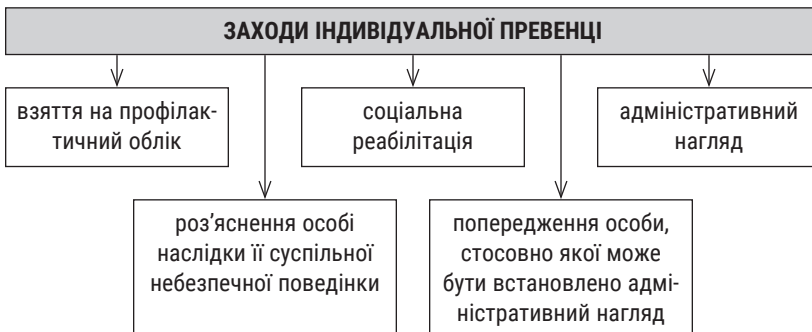 ЗАХОДИ ІНДИВІДУАЛЬНОЇ ПРЕВЕНЦІ
взяття на профілак-
тичний облік
соціальна
реабілітація
адміністративний
нагляд
роз’яснення особі
наслідки її суспільної
небезпечної поведінки
попередження особи,
стосовно якої може
бути встановлено адмі-
ністративний нагляд